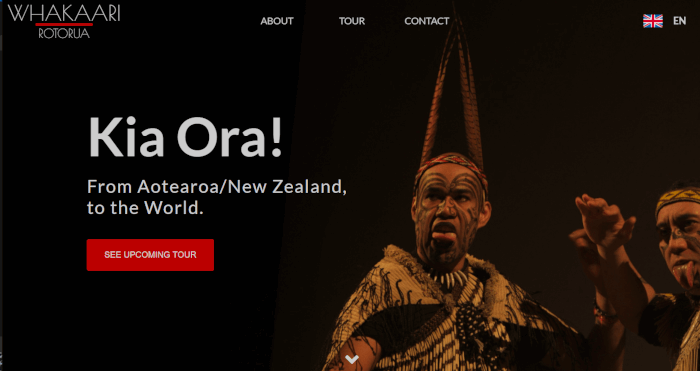 WHAKAARI
ROTORUA
ABOUT TOUR CONTACT EN
Kia Ora!
From Aotearoa/New Zealand,
to the World.
SEE UPCOMING TOUR